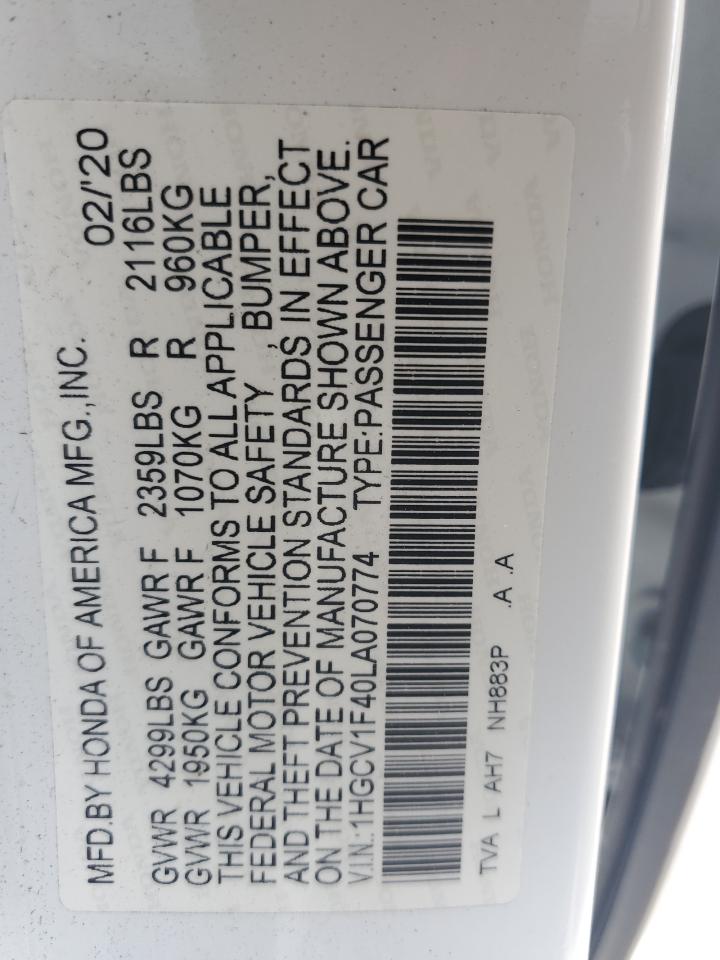 MFD.BY HONDA OF AMERICA MFG.,INC. 02/'20
GVWR 4299LBS GAWR F 2359LBS R 2116LBS
GVWR 1950KG GAWR F 1070KG R 960KG
THIS VEHICLE CONFORMS TO ALL APPLICABLE
FEDERAL MOTOR VEHICLE SAFETY , BUMPER,
AND THEFT PREVENTION STANDARDS IN EFFECT
ON THE DATE OF MANUFACTURE SHOWN ABOVE.
V.I.N.:1HGCV1F40LA070774 TYPE:PASSENGER CAR
TVA L AH7 NH883P .A .A